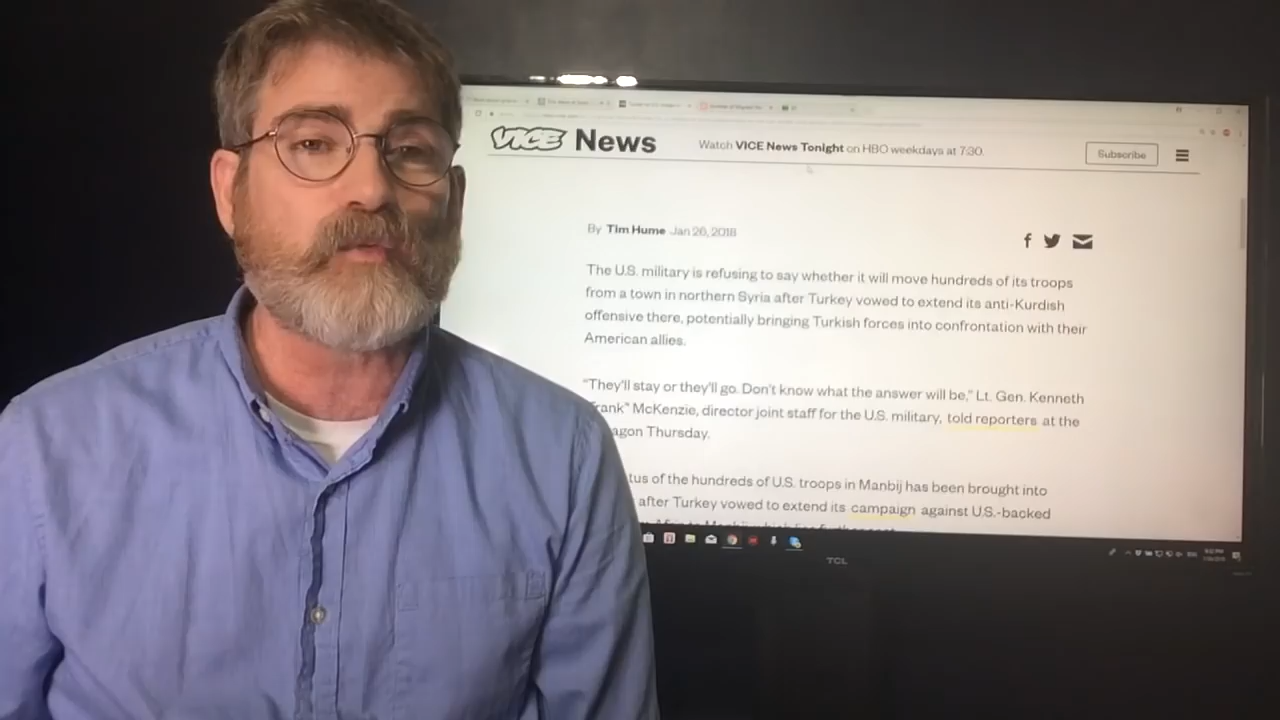 VICE News
Watch VICE News Tonight on HBO weekdays at 7:30.
Subscribe
By Tim Hume Jan 26, 2018
The U.S. military is refusing to say whether it will move hundreds of its troops
from a town in northern Syria after Turkey vowed to extend its anti-Kurdish
offensive there, potentially bringing Turkish forces into confrontation with their
American allies.
“They'll stay or they'll go. Don't know what the answer will be,” Lt. Gen. Kenneth
rank” McKenzie, director joint staff for the U.S. military, told reporters at the
agon Thursday.
tus of the hundreds of U.S. troops in Manbij has been brought into
after Turkey vowed to extend its campaign against U.S.-backed
TCL